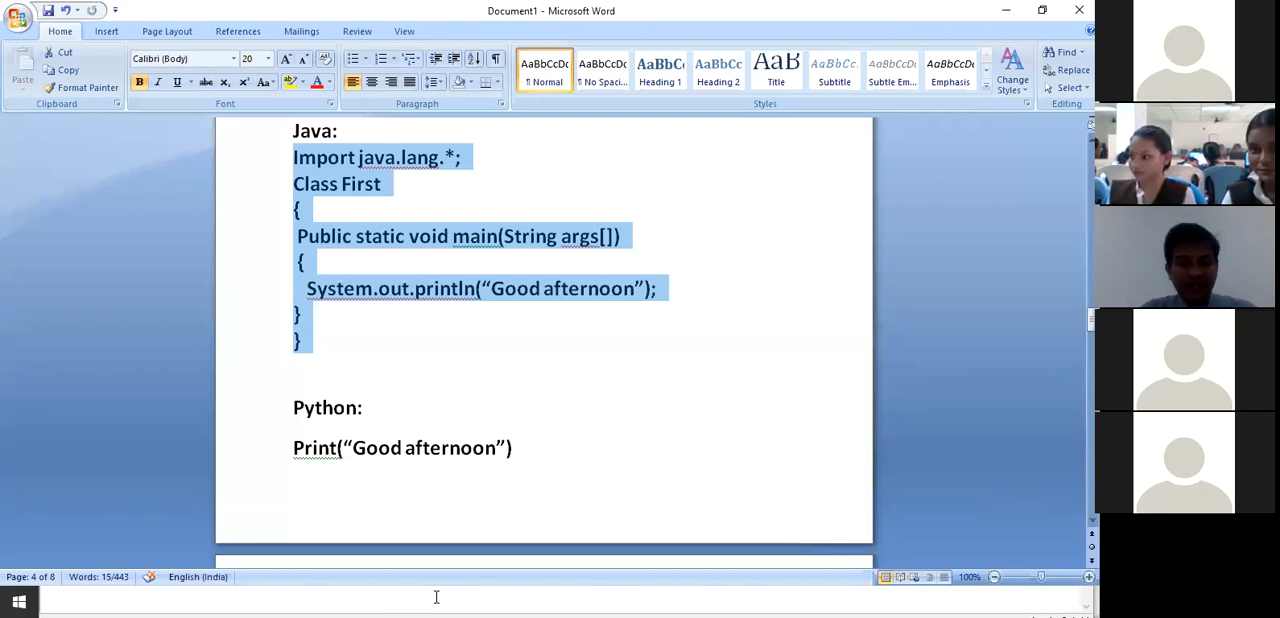 Document1 - Microsoft Word
Home Insert Page Layout References Mailings Review View
Cut
Copy
Format Painter
Paste
Clipboard
Calibri (Body) 20
B I U abc x₂ x² Aa
Font
Paragraph
AaBbCcDc AaBbCcDc AaBbC AaBbCc AaB AaBbCc. AaBbCcDc AaBbCcDc
¶ Normal ¶ No Spaci... Heading 1 Heading 2 Title Subtitle Subtle Em... Emphasis
Change Styles
Styles
Find
Replace
Select
Editing
Java:
Import java.lang.*;
Class First
{
Public static void main(String args[])
{
System.out.println(“Good afternoon”);
}
}
Python:
Print(“Good afternoon”)
Page: 4 of 8 Words: 15/443 English (India) 100%